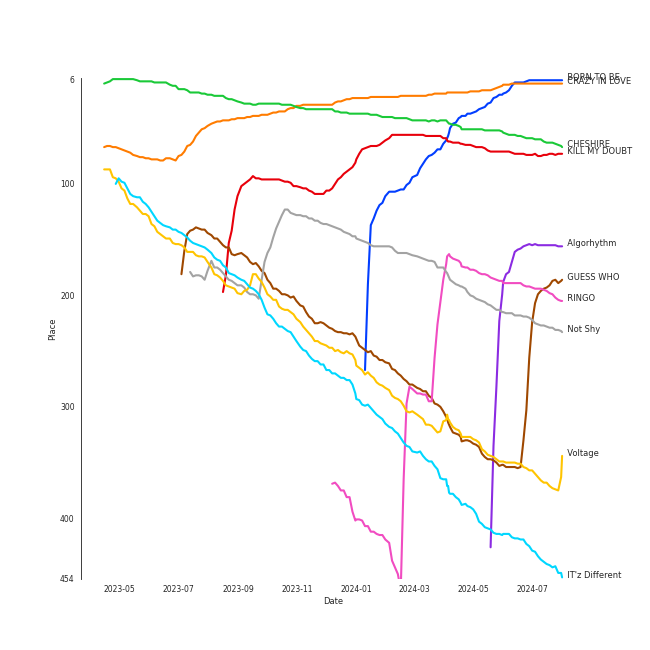 6
100
200
300
400
454
Place
2023-05
2023-07
2023-09
2023-11
2024-01
2024-03
2024-05
2024-07
Date
BORN TO BE
CRAZY IN LOVE
CHESHIRE
KILL MY DOUBT
Algorhythm
GUESS WHO
RINGO
Not Shy
Voltage
IT'z Different